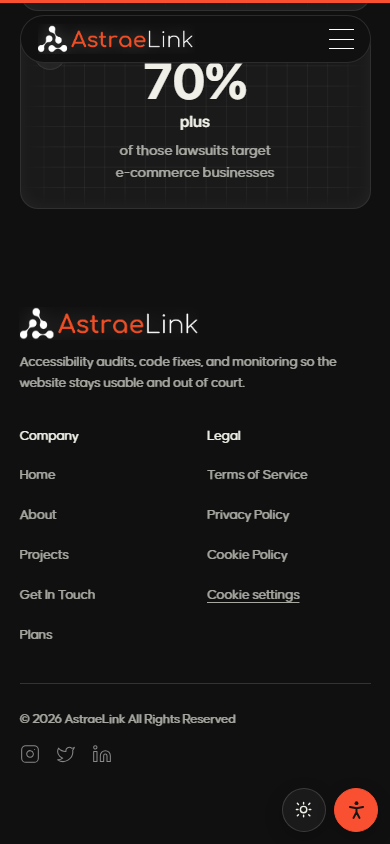 AstraeLink
70%
plus
of those lawsuits target
e-commerce businesses
AstraeLink
Accessibility audits, code fixes, and monitoring so the
website stays usable and out of court.
Company
Legal
Home
Terms of Service
About
Privacy Policy
Projects
Cookie Policy
Get In Touch
Cookie settings
Plans
© 2026 AstraeLink All Rights Reserved